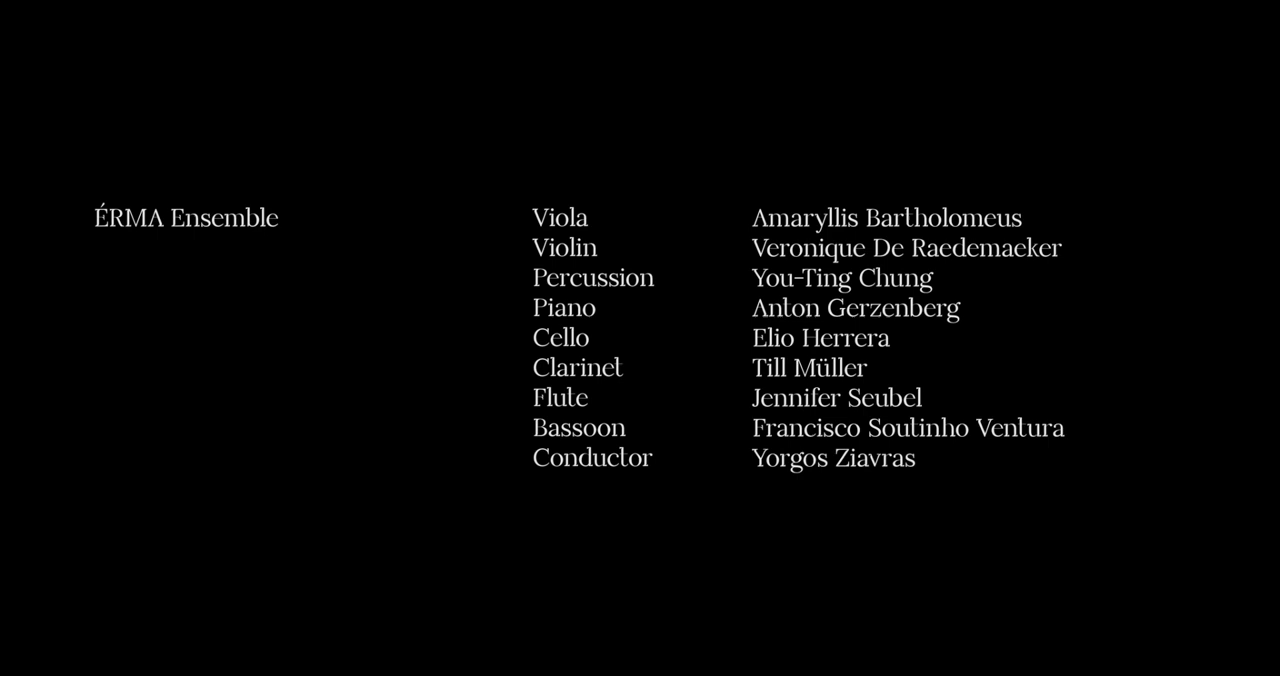 ÉRMA Ensemble Viola Amaryllis Bartholomeus
Violin Veronique De Raedemaeker
Percussion You-Ting Chung
Piano Anton Gerzenberg
Cello Elio Herrera
Clarinet Till Müller
Flute Jennifer Seubel
Bassoon Francisco Soutinho Ventura
Conductor Yorgos Ziavras